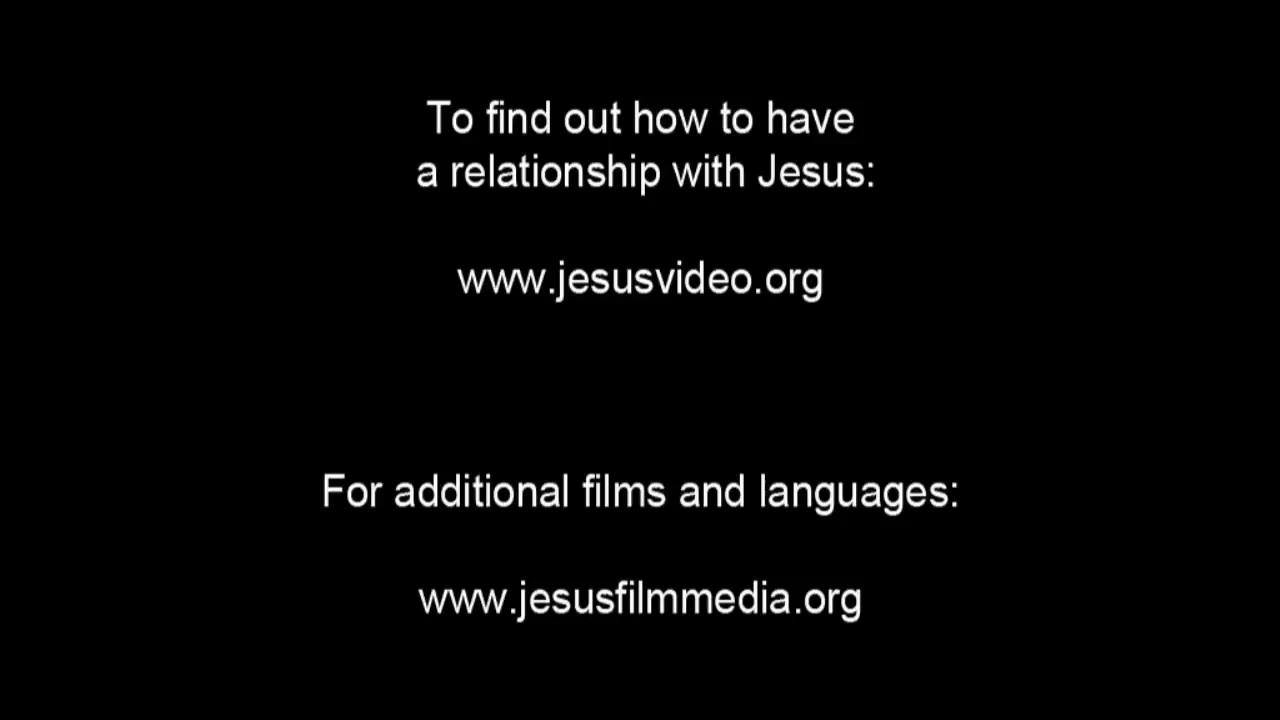 To find out how to have
a relationship with Jesus:
www.jesusvideo.org
For additional films and languages:
www.jesusfilmmedia.org